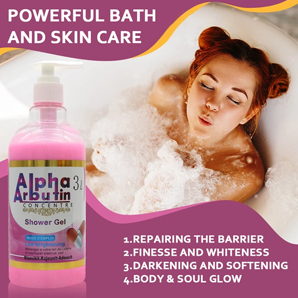 POWERFUL BATH
AND SKIN CARE
Alpha 3+
Arbutin
CONCENTRE
Shower Gel
1.REPAIRING THE BARRIER
2.FINESSE AND WHITENESS
3.DARKENING AND SOFTENING
4.BODY & SOUL GLOW